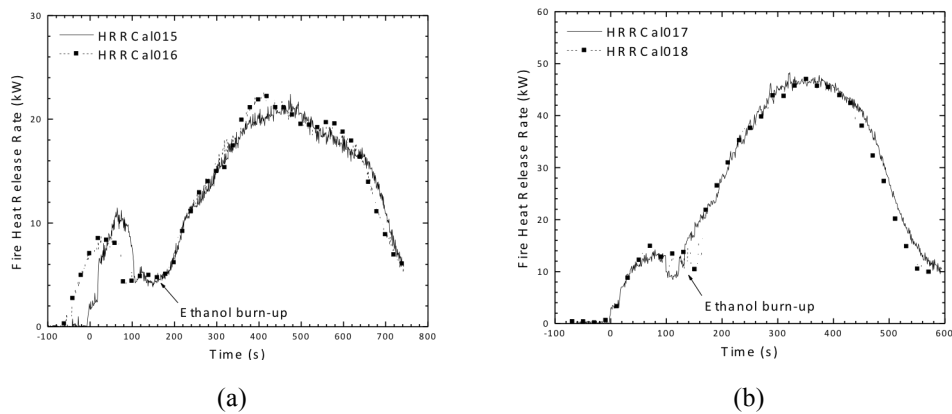 30
20
10
0
Fire Heat Release Rate (kW)
HRRCal015
HRRCal016
Ethanol burn-up
-100 0 100 200 300 400 500 600 700 800
Time (s)
(a)
60
50
40
30
20
10
0
Fire Heat Release Rate (kW)
HRRCal017
HRRCal018
Ethanol burn-up
-100 0 100 200 300 400 500 600
Time (s)
(b)